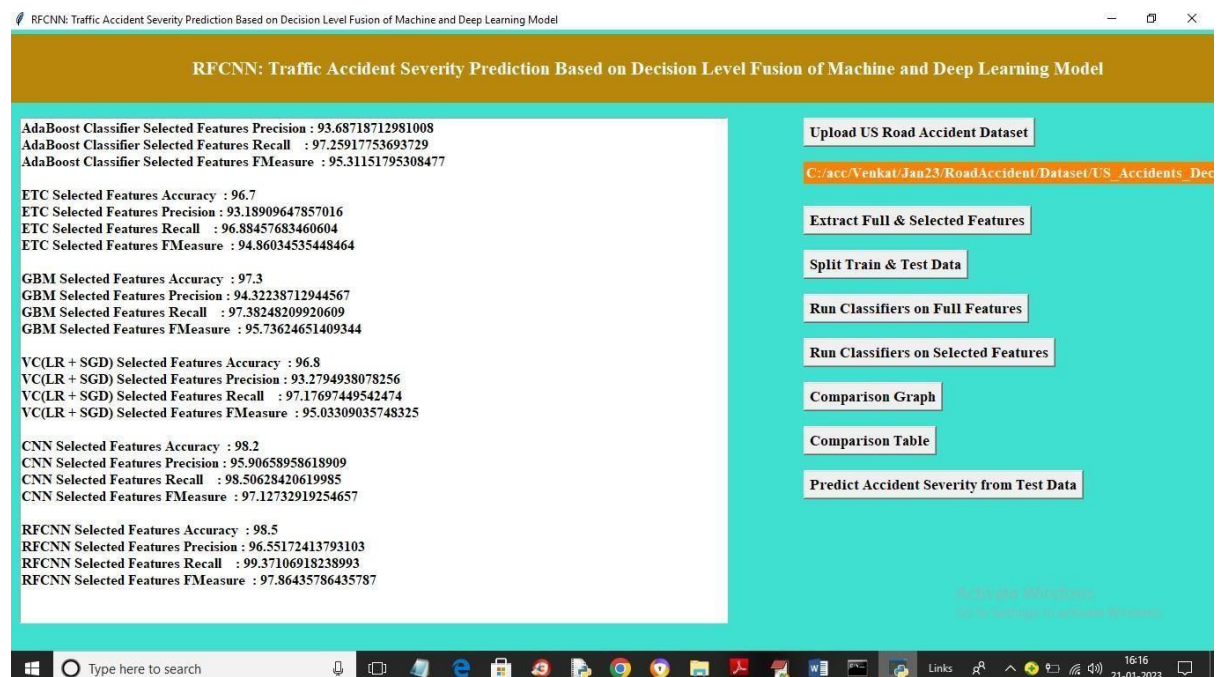 RFCNN: Traffic Accident Severity Prediction Based on Decision Level Fusion of Machine and Deep Learning Model
RFCNN: Traffic Accident Severity Prediction Based on Decision Level Fusion of Machine and Deep Learning Model
AdaBoost Classifier Selected Features Precision : 93.68718712981008
AdaBoost Classifier Selected Features Recall : 97.25917753693729
AdaBoost Classifier Selected Features FMeasure : 95.31151795308477
ETC Selected Features Accuracy : 96.7
ETC Selected Features Precision : 93.18909647857016
ETC Selected Features Recall : 96.88457683460604
ETC Selected Features FMeasure : 94.86034535448464
GBM Selected Features Accuracy : 97.3
GBM Selected Features Precision : 94.32238712944567
GBM Selected Features Recall : 97.38248209920609
GBM Selected Features FMeasure : 95.73624651409344
VC(LR + SGD) Selected Features Accuracy : 96.8
VC(LR + SGD) Selected Features Precision : 93.2794938078256
VC(LR + SGD) Selected Features Recall : 97.17697449542474
VC(LR + SGD) Selected Features FMeasure : 95.03309035748325
CNN Selected Features Accuracy : 98.2
CNN Selected Features Precision : 95.90658958618909
CNN Selected Features Recall : 98.50628420619985
CNN Selected Features FMeasure : 97.12732919254657
RFCNN Selected Features Accuracy : 98.5
RFCNN Selected Features Precision : 96.55172413793103
RFCNN Selected Features Recall : 99.37106918238993
RFCNN Selected Features FMeasure : 97.86435786435787
Upload US Road Accident Dataset
C:/acc/Venkat/Jan23/RoadAccident/Dataset/US_Accidents_Dec
Extract Full & Selected Features
Split Train & Test Data
Run Classifiers on Full Features
Run Classifiers on Selected Features
Comparison Graph
Comparison Table
Predict Accident Severity from Test Data
Activate Windows
Type here to search
Links
16:16
21-01-2023